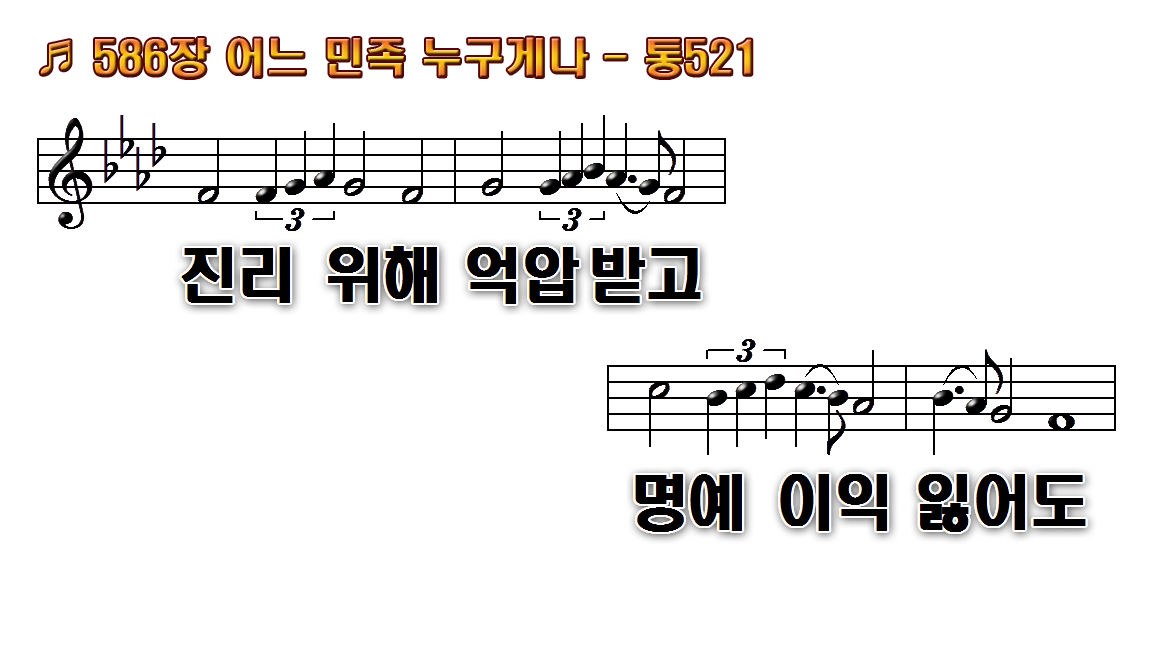 ♬ 586장 어느 민족 누구게나 - 통521
3 3
진리 위해 억압받고
3
명예 이익 잃어도